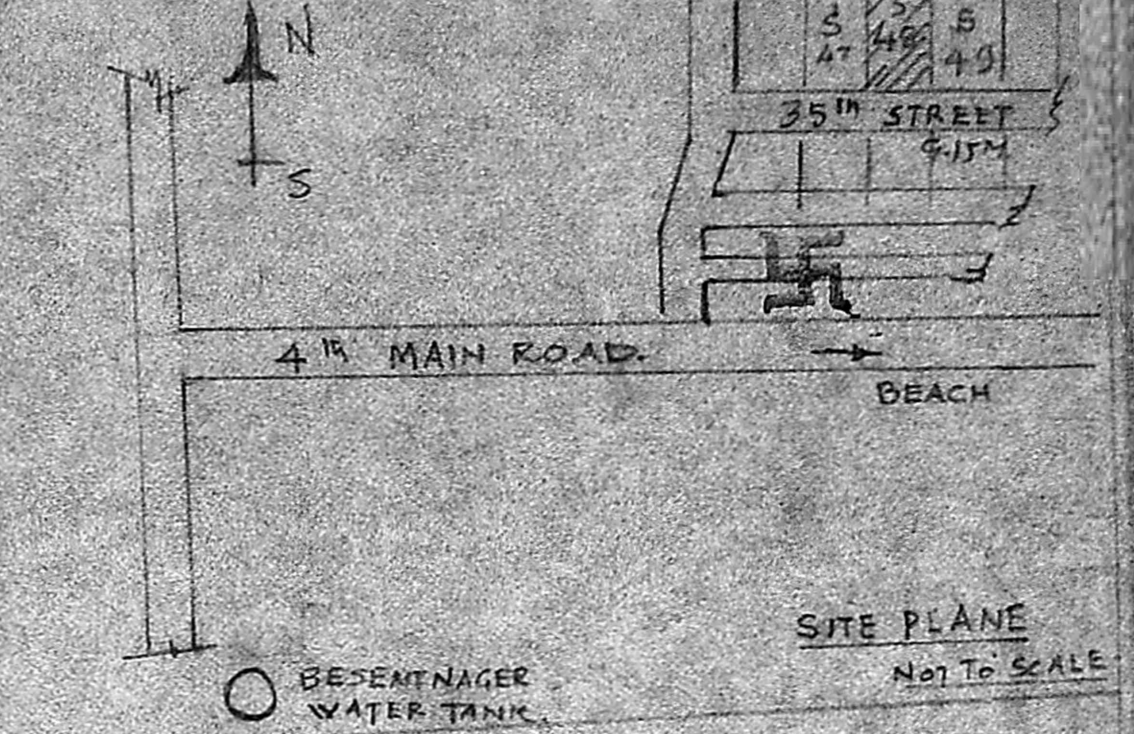 N
S
S
47
S
48
S
49
35th STREET
9.15M
4th MAIN ROAD.
BEACH
SITE PLANE
NOT TO SCALE
BESENTNAGER
WATER TANK.